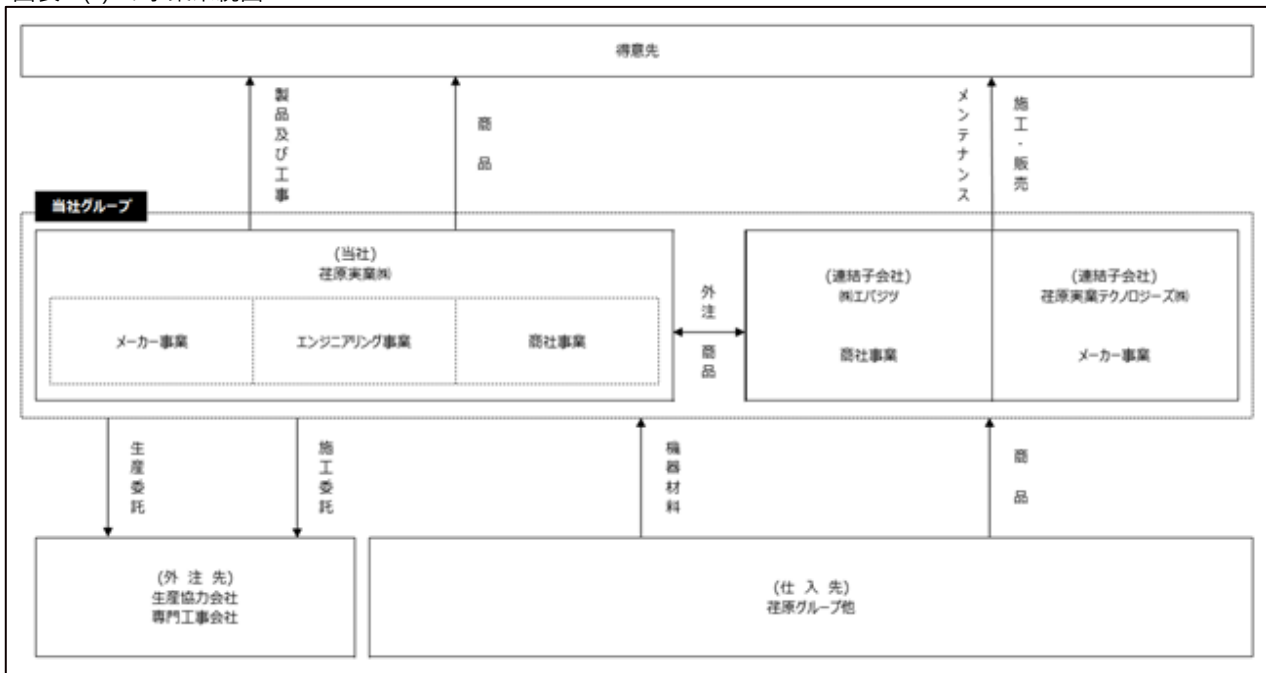 得意先
製品及び工事
商品
メンテナンス
施工・販売
当社グループ
(当社)
荏原実業㈱
メーカー事業
エンジニアリング事業
商社事業
外注
商品
(連結子会社)
㈱エバジツ
商社事業
(連結子会社)
荏原実業テクノロジーズ㈱
メーカー事業
生産委託
施工委託
機器材料
商品
(外 注 先)
生産協力会社
専門工事会社
(仕 入 先)
荏原グループ他